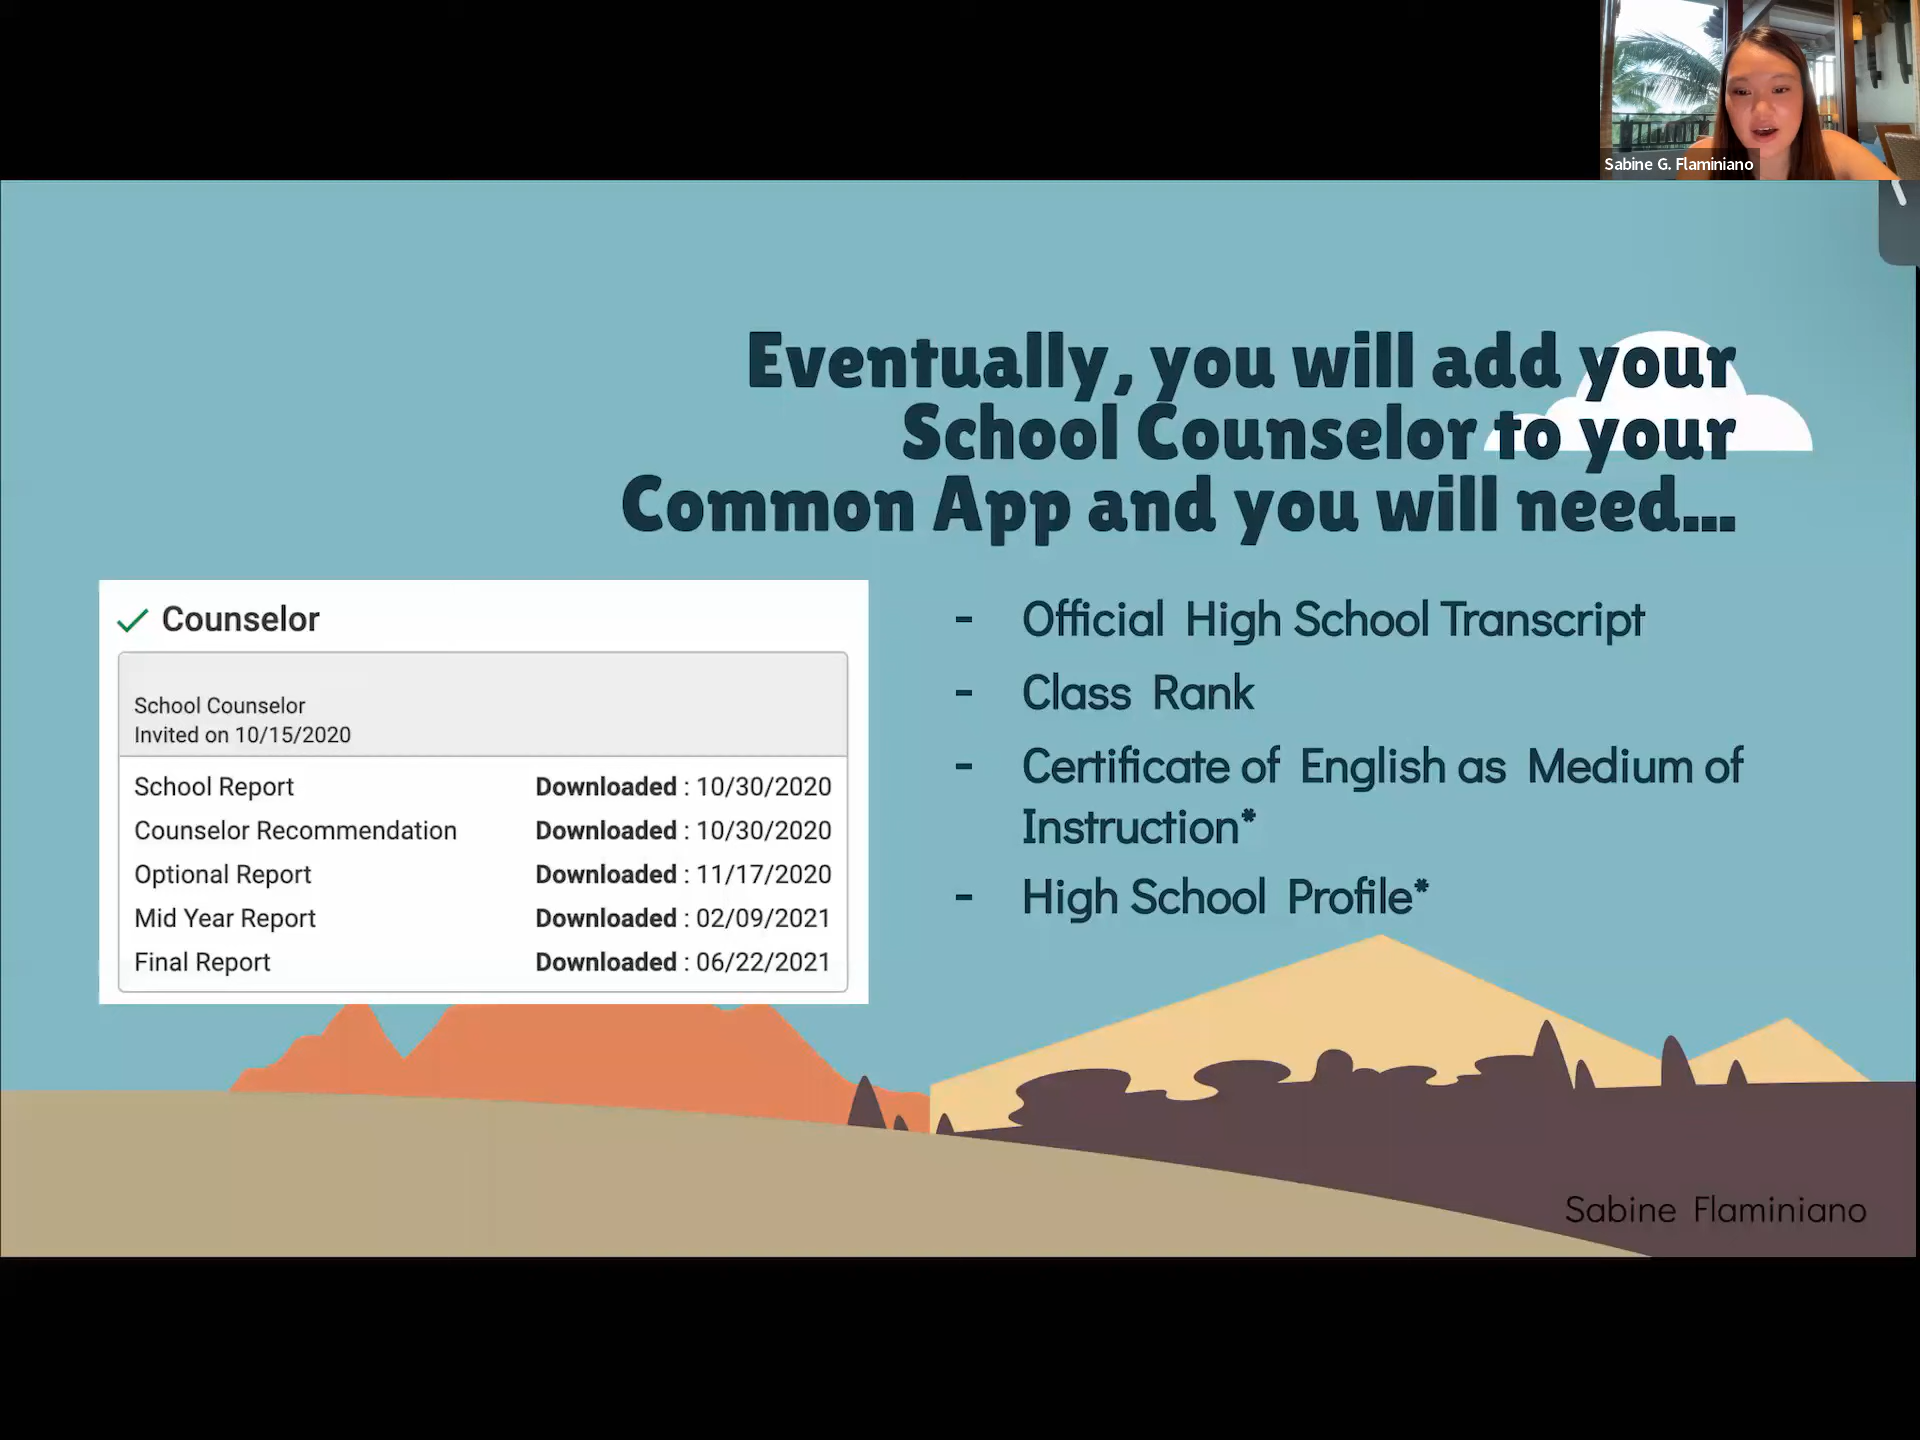 Sabine G. Flaminiano
Eventually, you will add your
School Counselor to your
Common App and you will need...
Counselor
School Counselor
Invited on 10/15/2020
School Report Downloaded : 10/30/2020
Counselor Recommendation Downloaded : 10/30/2020
Optional Report Downloaded : 11/17/2020
Mid Year Report Downloaded : 02/09/2021
Final Report Downloaded : 06/22/2021
- Official High School Transcript
- Class Rank
- Certificate of English as Medium of
Instruction*
- High School Profile*
Sabine Flaminiano